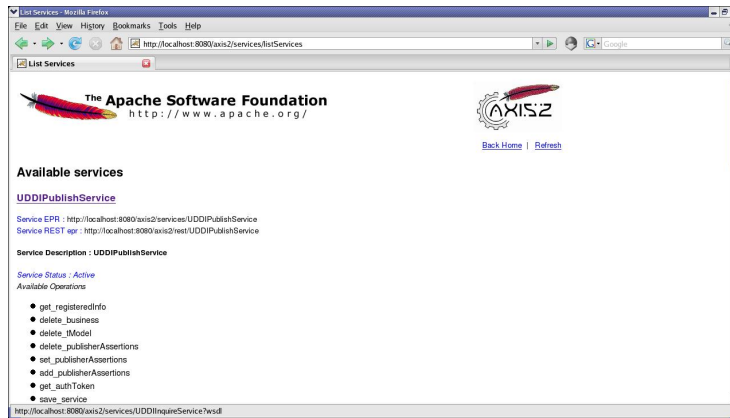 List Services - Mozilla Firefox
File Edit View History Bookmarks Tools Help
http://localhost:8080/axis2/services/listServices
Google
List Services
The Apache Software Foundation
http://www.apache.org/
AXIS2
Back Home | Refresh
Available services
UDDIPublishService
Service EPR : http://localhost:8080/axis2/services/UDDIPublishService
Service REST epr : http://localhost:8080/axis2/rest/UDDIPublishService
Service Description : UDDIPublishService
Service Status : Active
Available Operations
get_registeredInfo
delete_business
delete_tModel
delete_publisherAssertions
set_publisherAssertions
add_publisherAssertions
get_authToken
save_service
http://localhost:8080/axis2/services/UDDIInquireService?wsdl